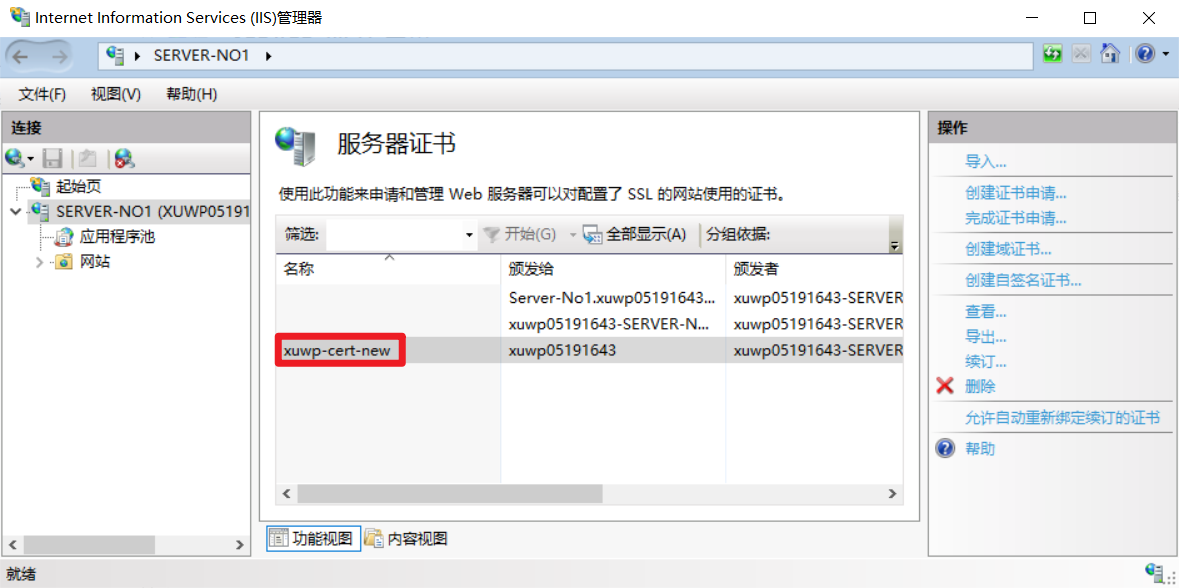 Internet Information Services (IIS)管理器
SERVER-NO1
文件(F) 视图(V) 帮助(H)
连接
起始页
SERVER-NO1 (XUWP05191
应用程序池
网站
服务器证书
使用此功能来申请和管理 Web 服务器可以对配置了 SSL 的网站使用的证书。
筛选: 开始(G) 全部显示(A) 分组依据:
名称 颁发给 颁发者
Server-No1.xuwp05191643... xuwp05191643-SERVER
xuwp05191643-SERVER-N... xuwp05191643-SERVER
xuwp-cert-new xuwp05191643 xuwp05191643-SERVER
功能视图 内容视图
操作
导入...
创建证书申请...
完成证书申请...
创建域证书...
创建自签名证书...
查看...
导出...
续订...
删除
允许自动重新绑定续订的证书
帮助
就绪